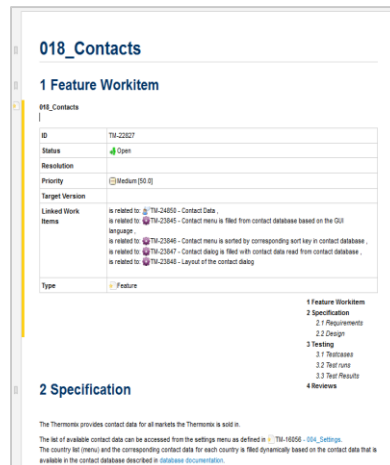 018_Contacts
1 Feature Workitem
018_Contacts
ID TM-22827
Status Open
Resolution
Priority Medium [50.0]
Target Version
Linked Work Items is related to: TM-24850 - Contact Data ,
is related to: TM-23845 - Contact menu is filled from contact database based on the GUI
language ,
is related to: TM-23846 - Contact menu is sorted by corresponding sort key in contact database ,
is related to: TM-23847 - Contact dialog is filled with contact data read from contact database ,
is related to: TM-23848 - Layout of the contact dialog
Type Feature
1 Feature Workitem
2 Specification
2.1 Requirements
2.2 Design
3 Testing
3.1 Testcases
3.2 Test runs
3.3 Test Results
4 Reviews
2 Specification
The Thermomix provides contact data for all markets the Thermomix is sold in.
The list of available contact data can be accessed from the settings menu as defined in TM-16056 - 004_Settings.
The country list (menu) and the corresponding contact data for each country is filled dynamically based on the contact data that is
available in the contact database described in database documentation.